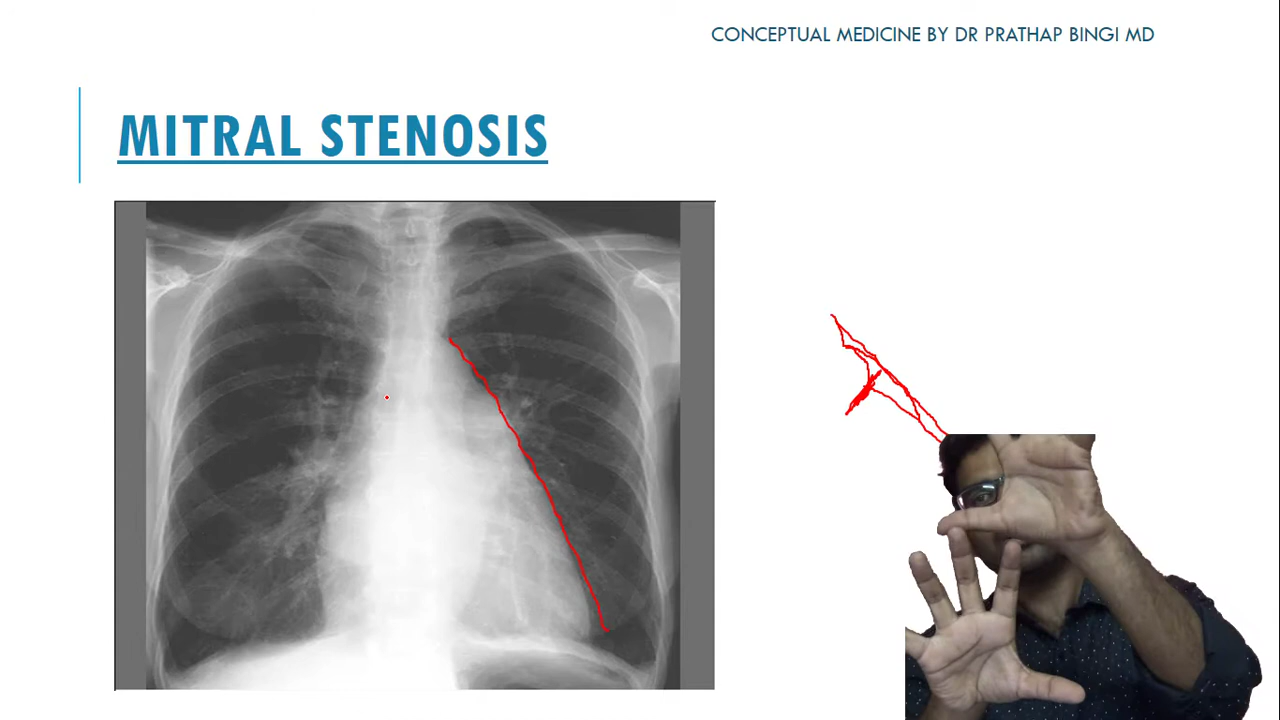 CONCEPTUAL MEDICINE BY DR PRATHAP BINGI MD
MITRAL STENOSIS